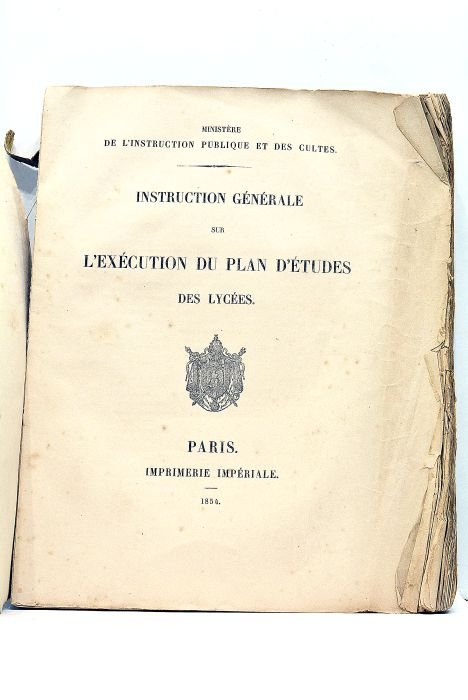 MINISTÈRE
DE L'INSTRUCTION PUBLIQUE ET DES CULTES.
INSTRUCTION GÉNÉRALE
SUR
L'EXÉCUTION DU PLAN D'ÉTUDES
DES LYCÉES.
PARIS.
IMPRIMERIE IMPÉRIALE.
1854.